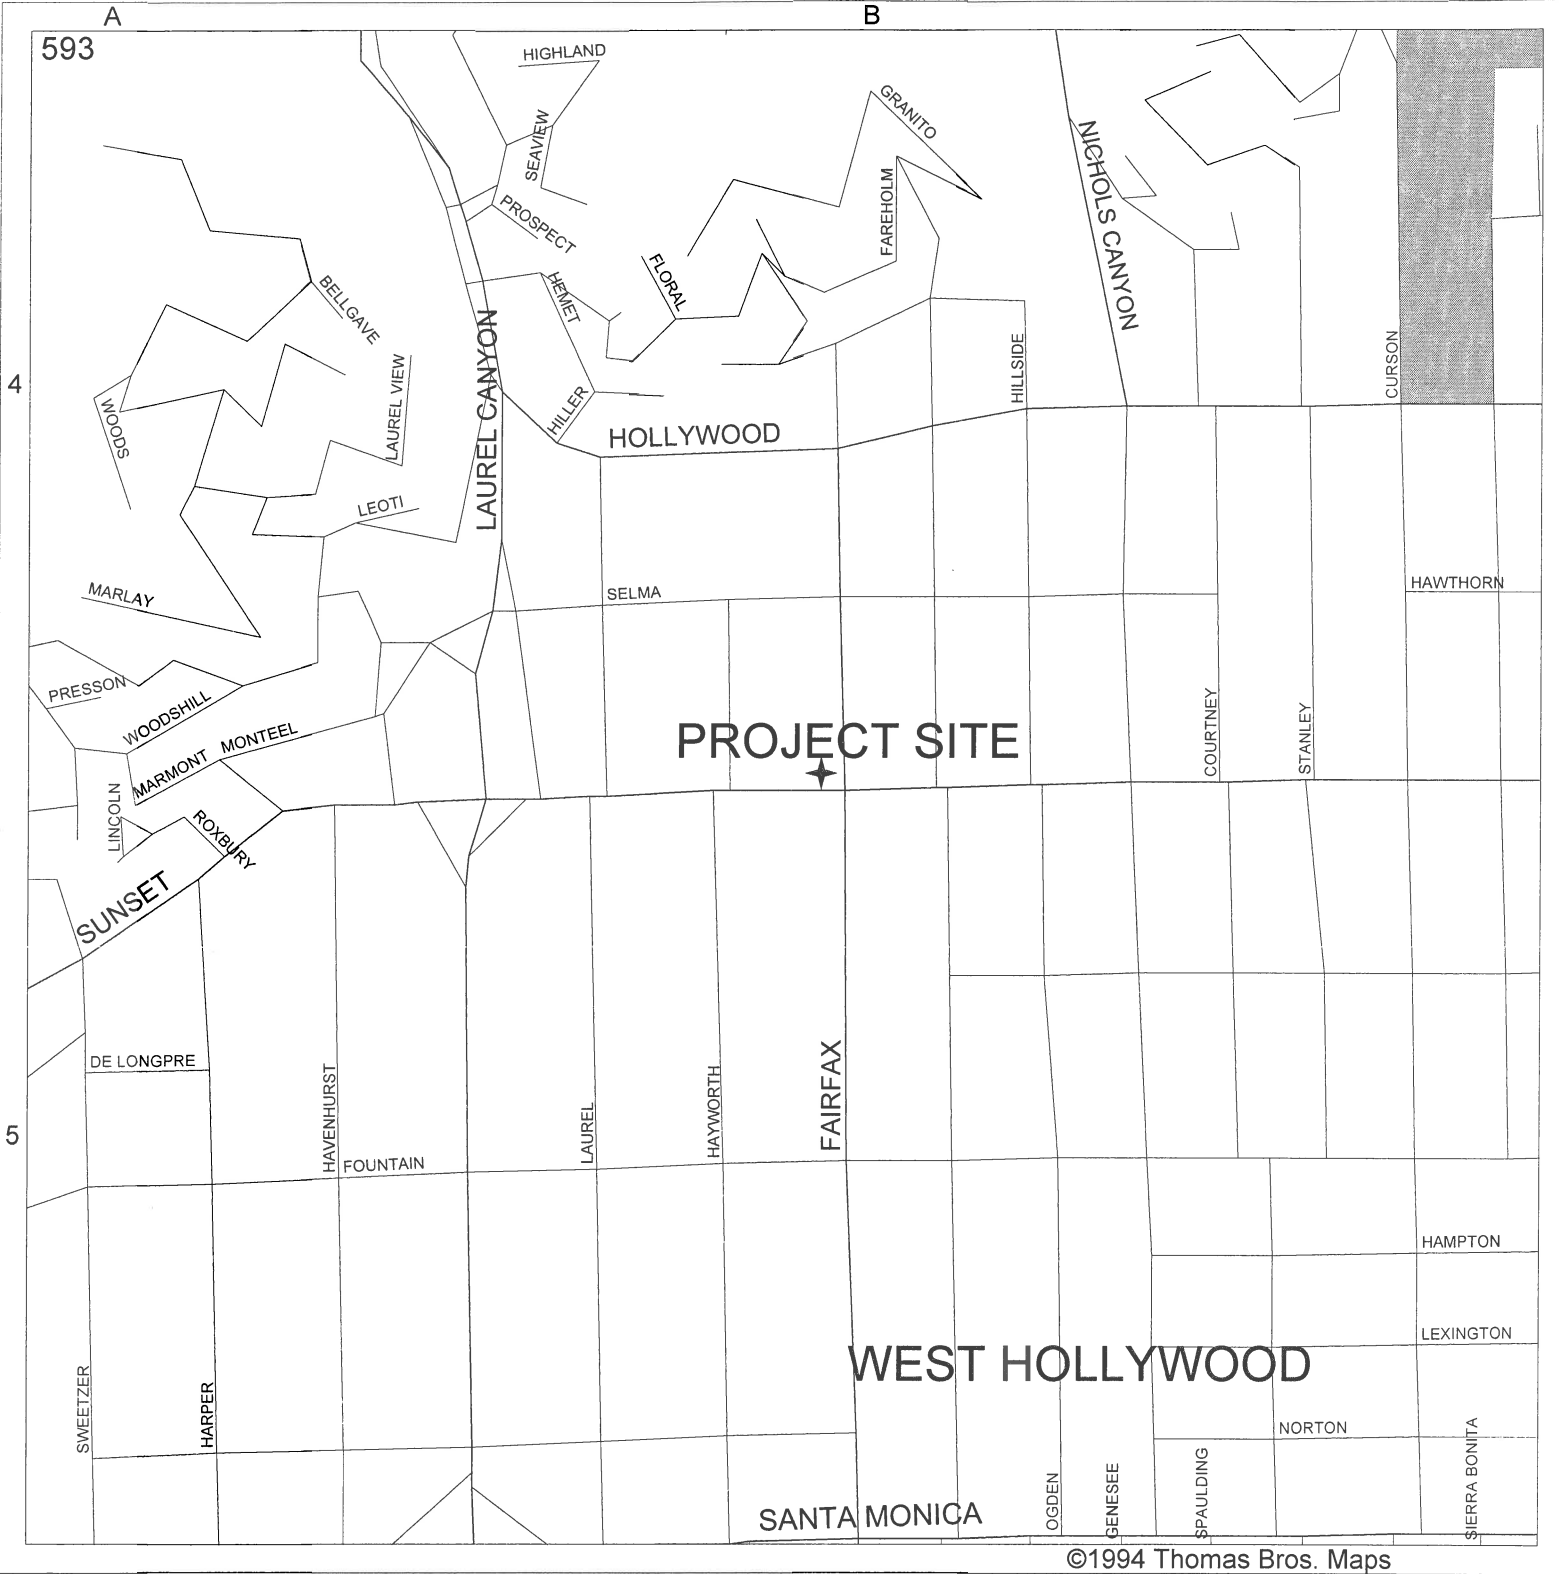 A
B
593
HIGHLAND
GRANITO
SEAVIEW
NICHOLS CANYON
FAREHOLM
PROSPECT
FLORAL
HEMET
BELLGAVE
LAUREL CANYON
HILLSIDE
CURSON
4
LAUREL VIEW
WOODS
HILLER
HOLLYWOOD
LEOTI
MARLAY
SELMA
HAWTHORN
PRESSON
WOODSHILL
MONTEEL
MARMONT
PROJECT SITE
COURTNEY
STANLEY
LINCOLN
ROXBURY
SUNSET
DE LONGPRE
HAVENHURST
LAUREL
HAYWORTH
FAIRFAX
5
FOUNTAIN
HAMPTON
LEXINGTON
WEST HOLLYWOOD
SWEETZER
HARPER
NORTON
SANTA MONICA
OGDEN
GENESEE
SPAULDING
SIERRA BONITA
©1994 Thomas Bros. Maps